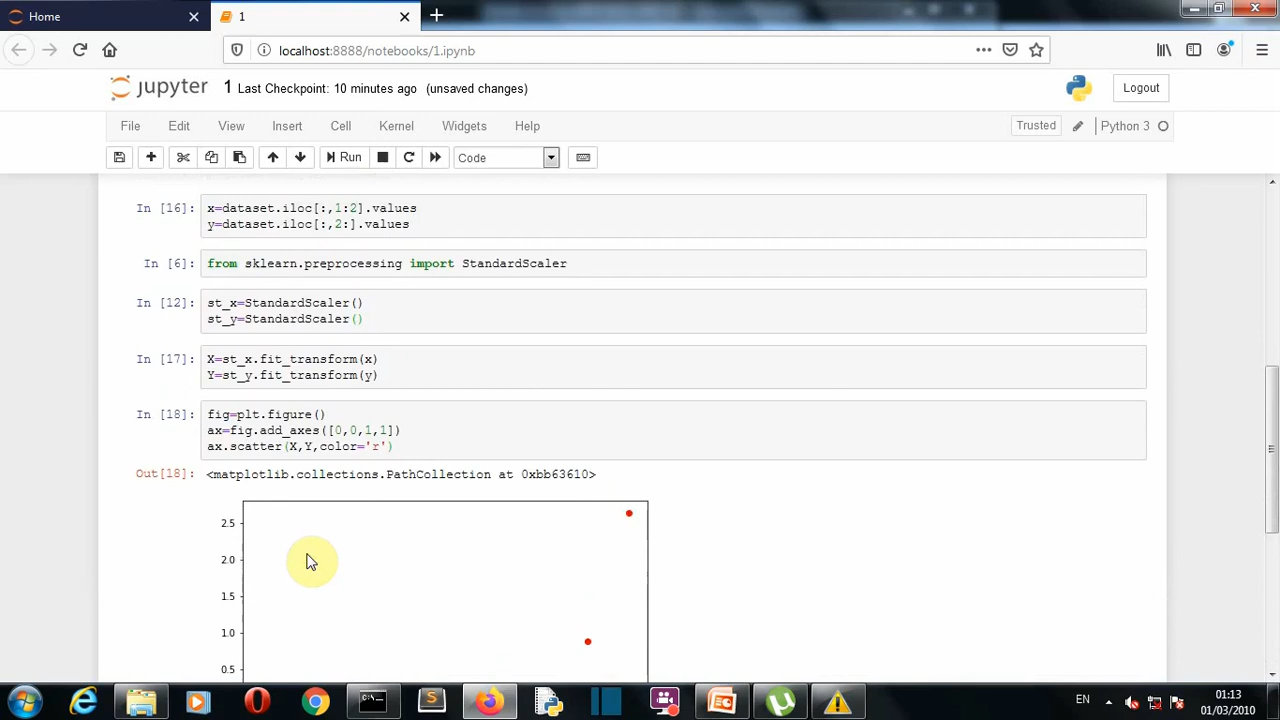 Home
1
localhost:8888/notebooks/1.ipynb
jupyter 1 Last Checkpoint: 10 minutes ago (unsaved changes)
Logout
File Edit View Insert Cell Kernel Widgets Help
Trusted Python 3
Run Code
In [16]: x=dataset.iloc[:,1:2].values
y=dataset.iloc[:,2:].values
In [6]: from sklearn.preprocessing import StandardScaler
In [12]: st_x=StandardScaler()
st_y=StandardScaler()
In [17]: X=st_x.fit_transform(x)
Y=st_y.fit_transform(y)
In [18]: fig=plt.figure()
ax=fig.add_axes([0,0,1,1])
ax.scatter(X,Y,color='r')
Out[18]: <matplotlib.collections.PathCollection at 0xbb63610>
2.5
2.0
1.5
1.0
0.5
EN
01:13
01/03/2010